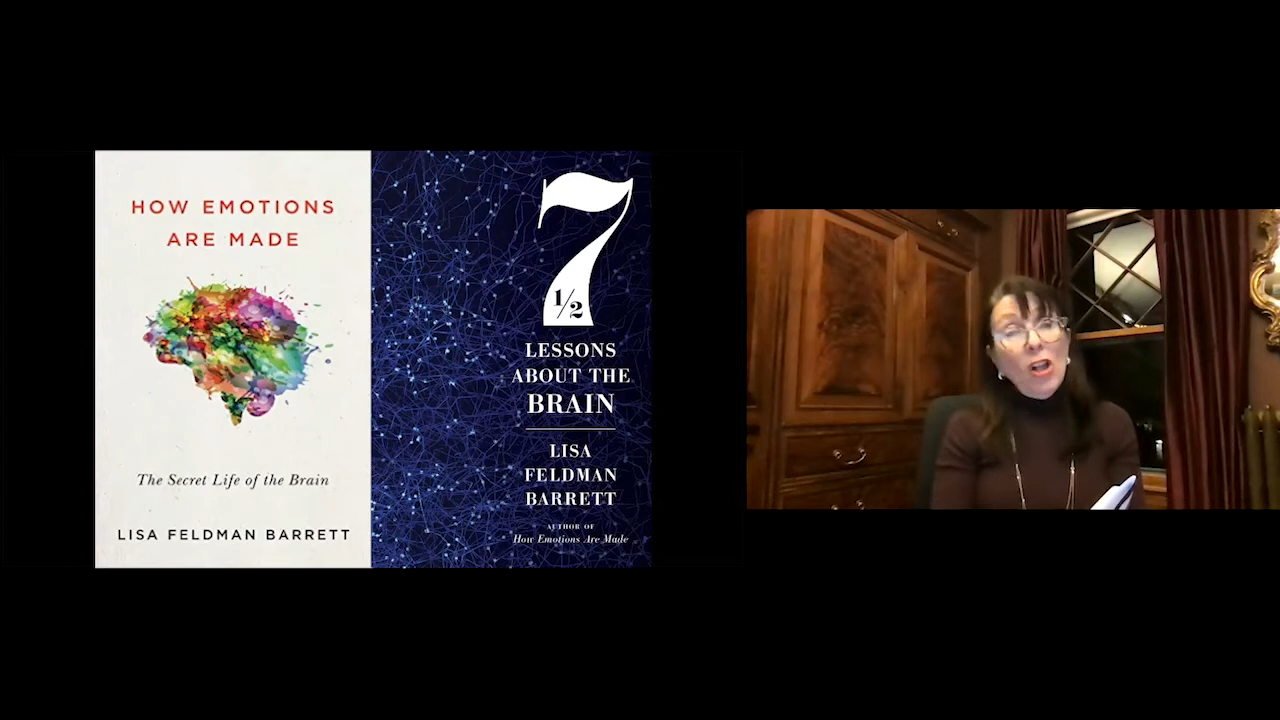 HOW EMOTIONS
ARE MADE
The Secret Life of the Brain
LISA FELDMAN BARRETT
7
1/2
LESSONS
ABOUT THE
BRAIN
LISA
FELDMAN
BARRETT
AUTHOR OF
How Emotions Are Made